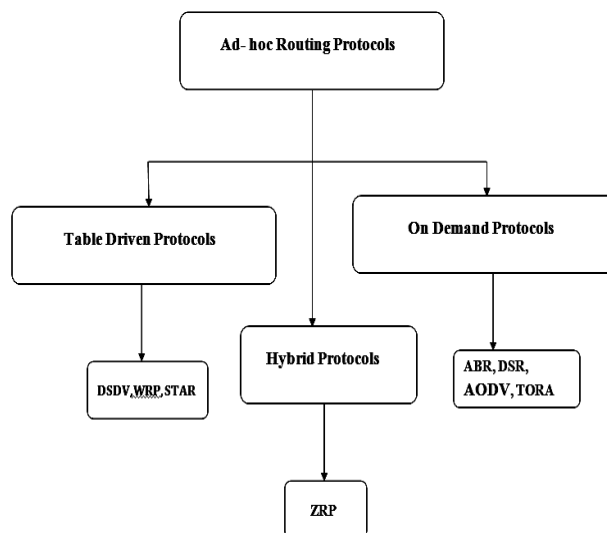 Ad- hoc Routing Protocols
Table Driven Protocols
On Demand Protocols
Hybrid Protocols
DSDV,WRP,STAR
ABR, DSR,
AODV, TORA
ZRP